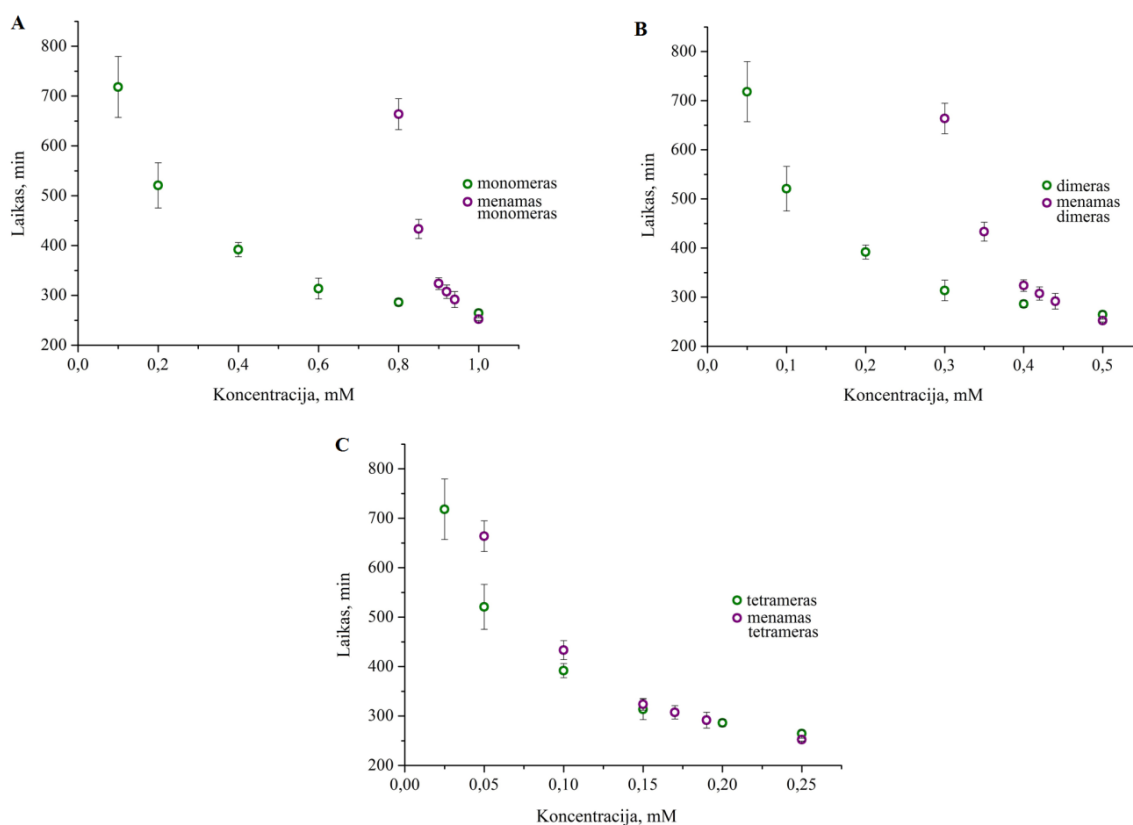 A
800
700
600
500
400
300
200
Laikas, min
0,0
0,2
0,4
0,6
0,8
1,0
Koncentracija, mM
monomeras
menamas
monomeras
B
800
700
600
500
400
300
200
Laikas, min
0,0
0,1
0,2
0,3
0,4
0,5
Koncentracija, mM
dimeras
menamas
dimeras
C
800
700
600
500
400
300
200
Laikas, min
0,00
0,05
0,10
0,15
0,20
0,25
Koncentracija, mM
tetrameras
menamas
tetrameras